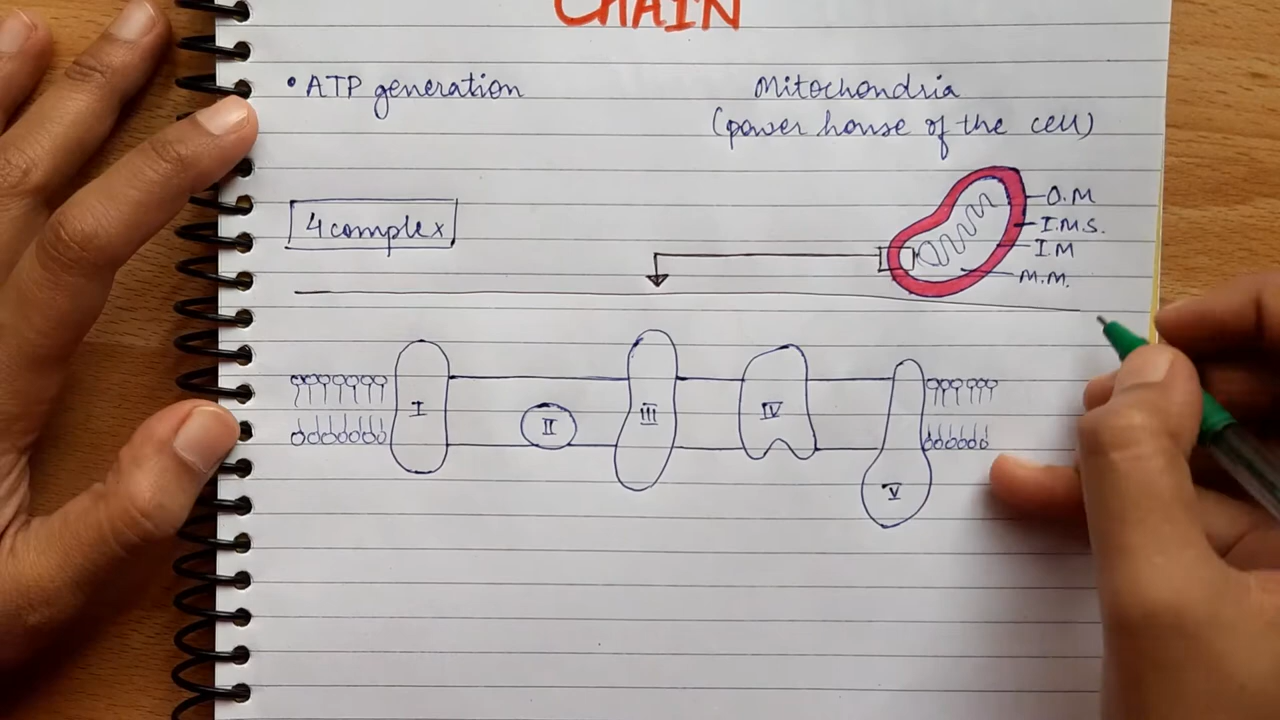 CHAIN
• ATP generation
Mitochondria
(power house of the cell)
4 complex
O.M
I.M.S.
I.M
M.M.
I
II
III
IV
V